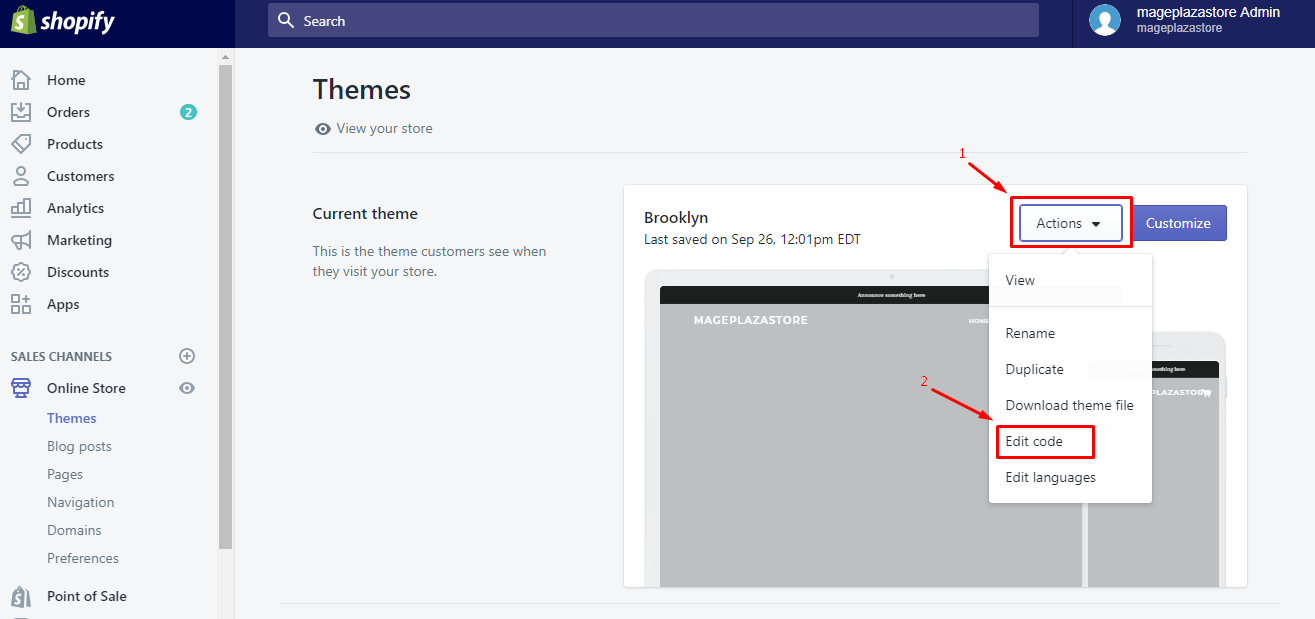 shopify
Search
mageplazastore Admin
mageplazastore
Home
Orders 2
Products
Customers
Analytics
Marketing
Discounts
Apps
SALES CHANNELS
Online Store
Themes
Blog posts
Pages
Navigation
Domains
Preferences
Point of Sale
Themes
View your store
Current theme
This is the theme customers see when
they visit your store.
Brooklyn
Last saved on Sep 26, 12:01pm EDT
1
Actions
Customize
View
Rename
Duplicate
Download theme file
2
Edit code
Edit languages
Announce something here
MAGEPLAZASTORE
HOME
mething here
PLAZASTORE